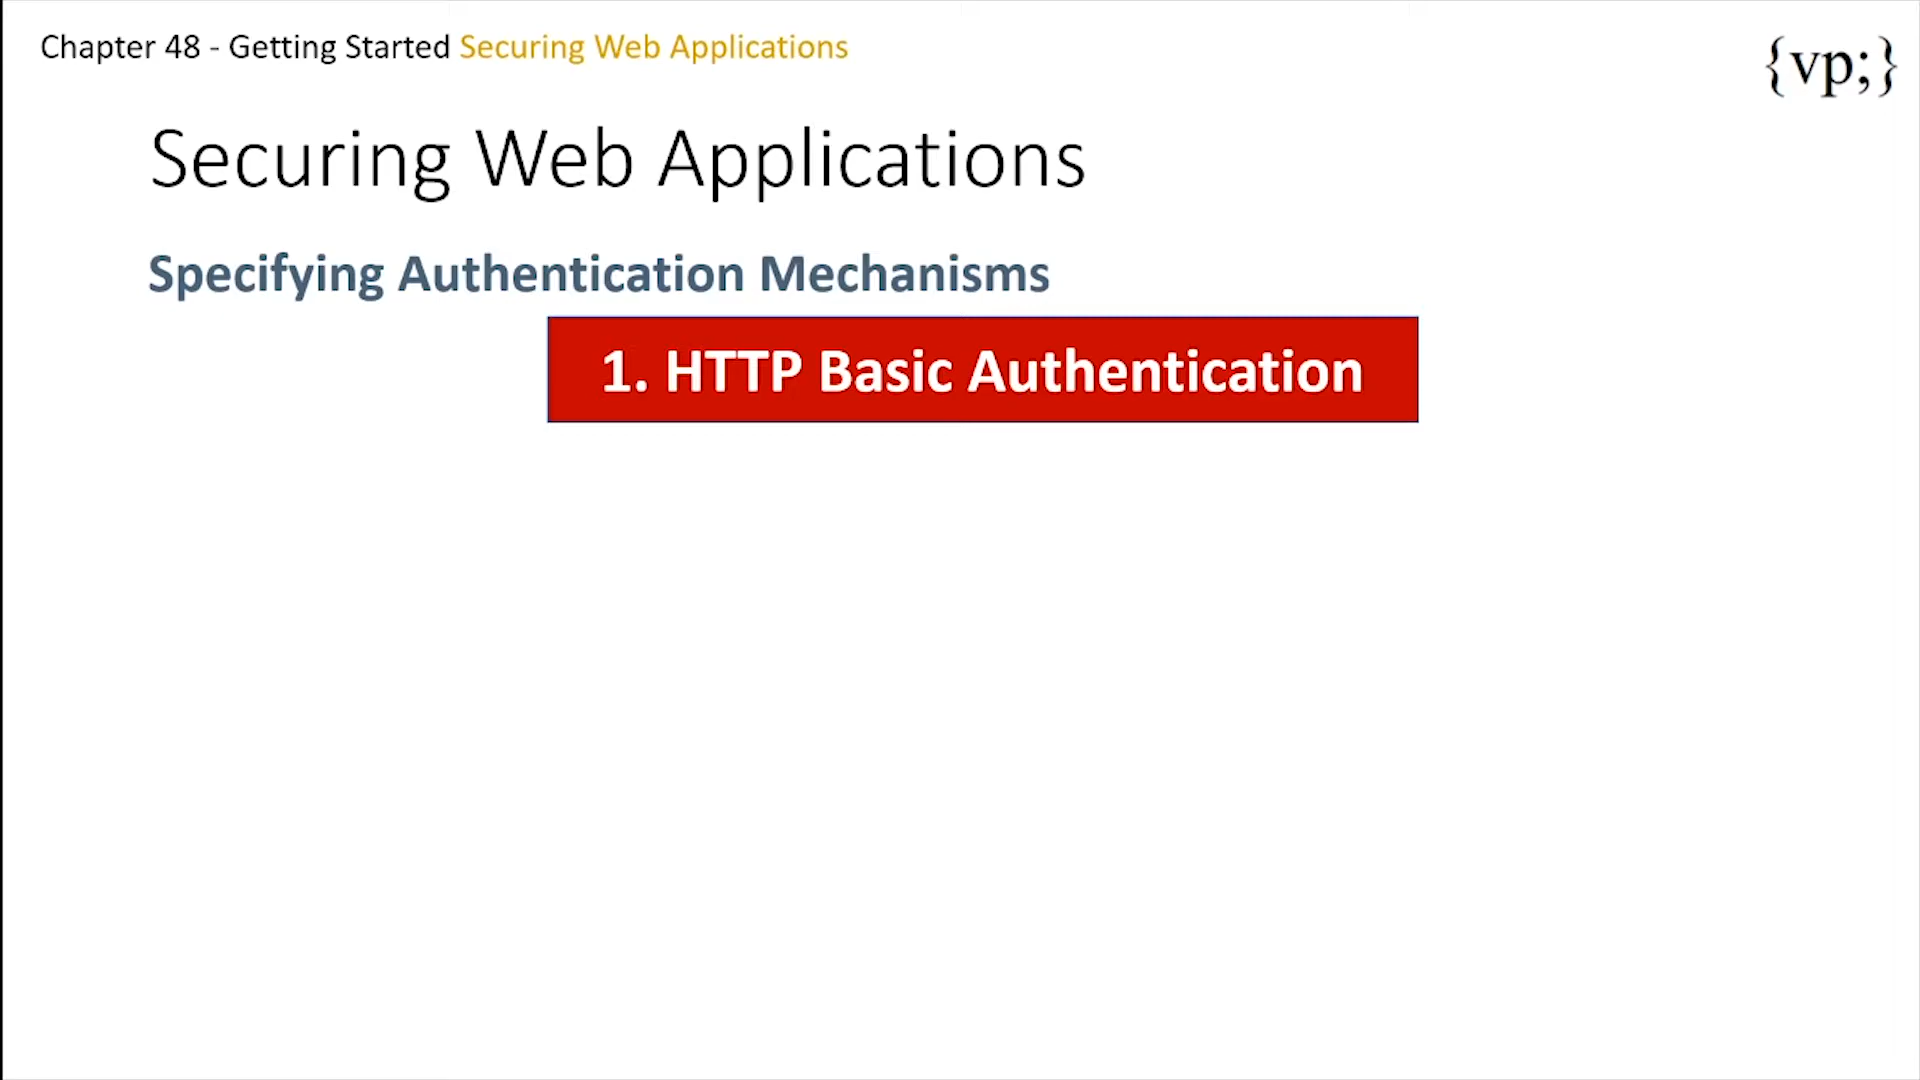 Chapter 48 - Getting Started Securing Web Applications
{vp;}
Securing Web Applications
Specifying Authentication Mechanisms
1. HTTP Basic Authentication